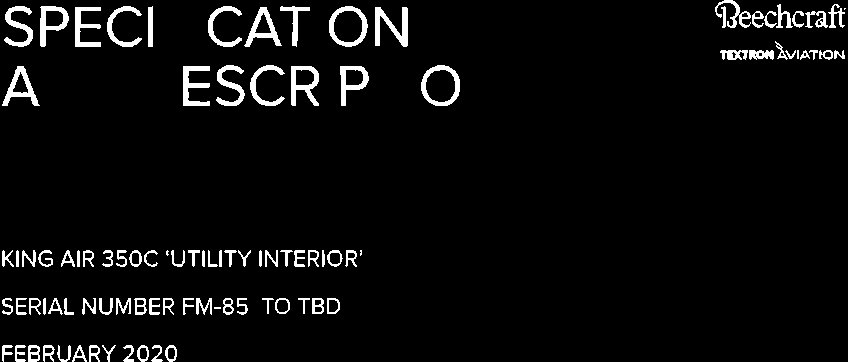 SPECI CAT ON
A ESCR P O
Beechcraft
TEXTRON AVIATION
KING AIR 350C ‘UTILITY INTERIOR’
SERIAL NUMBER FM-85 TO TBD
FEBRUARY 2020